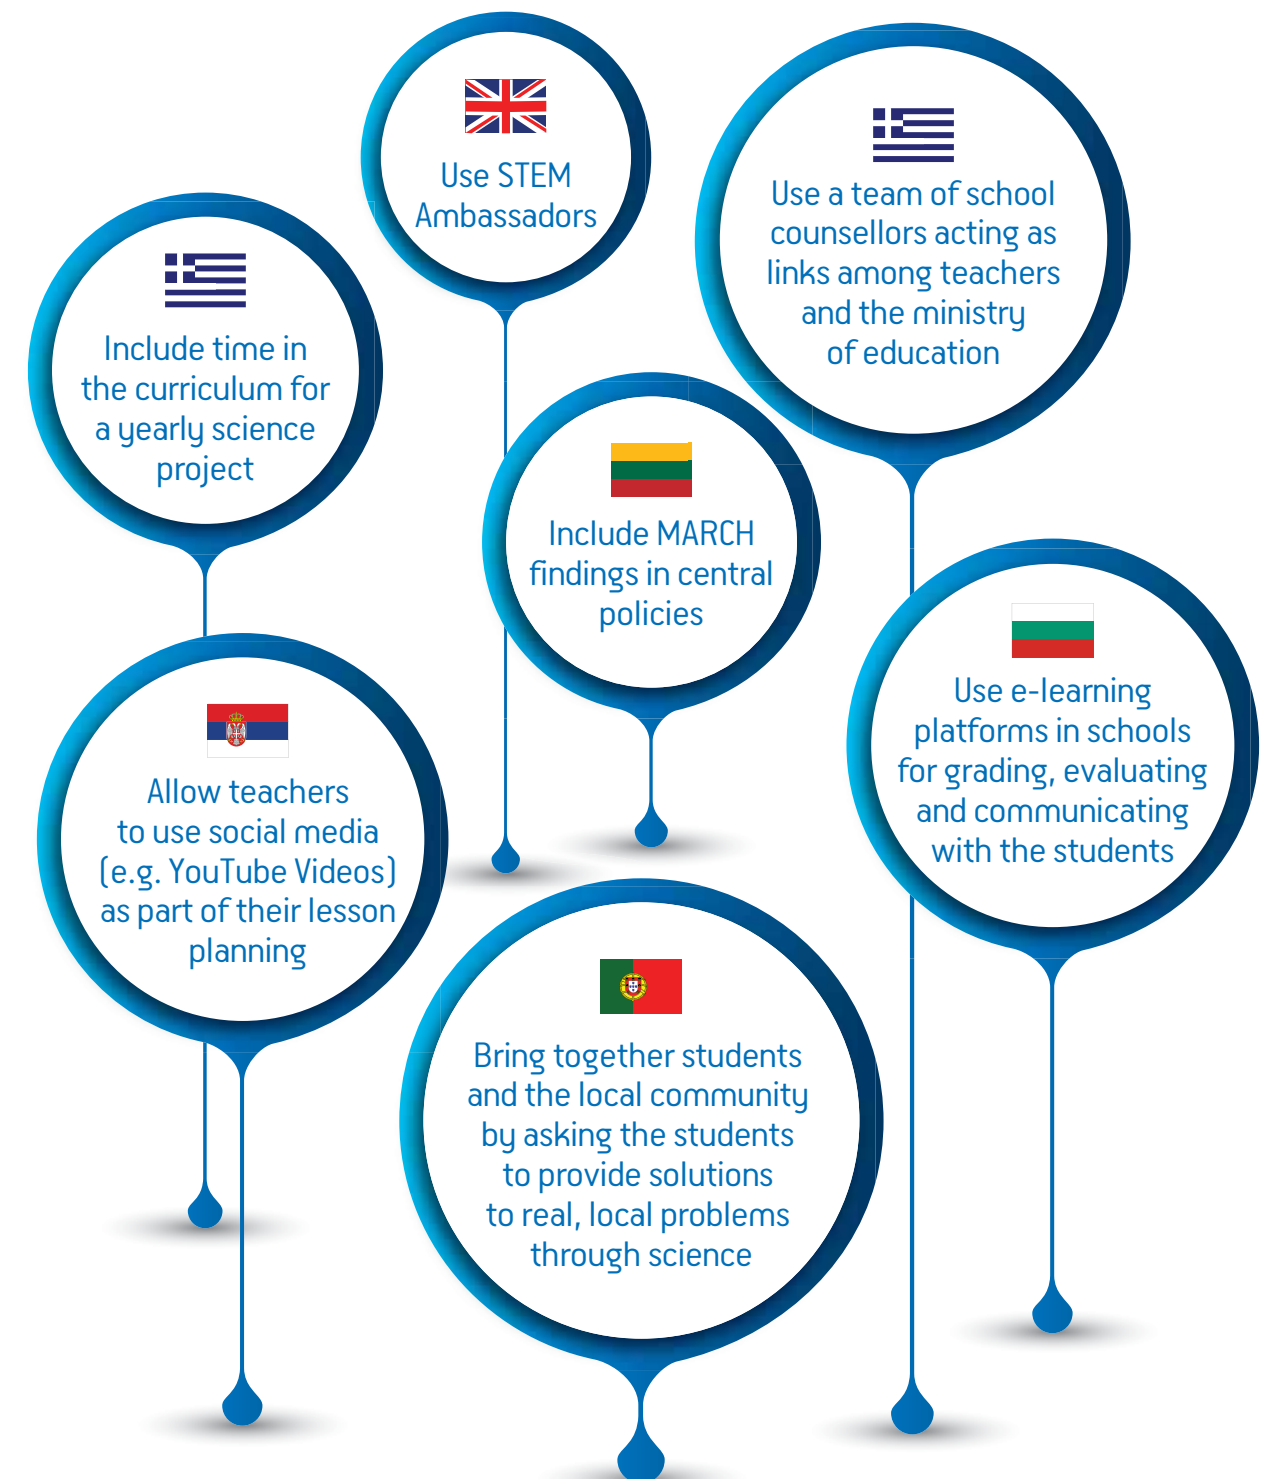 Use STEM
Ambassadors
Use a team of school
counsellors acting as
links among teachers
and the ministry
of education
Include time in
the curriculum for
a yearly science
project
Include MARCH
findings in central
policies
Use e-learning
platforms in schools
for grading, evaluating
and communicating
with the students
Allow teachers
to use social media
(e.g. YouTube Videos)
as part of their lesson
planning
Bring together students
and the local community
by asking the students
to provide solutions
to real, local problems
through science